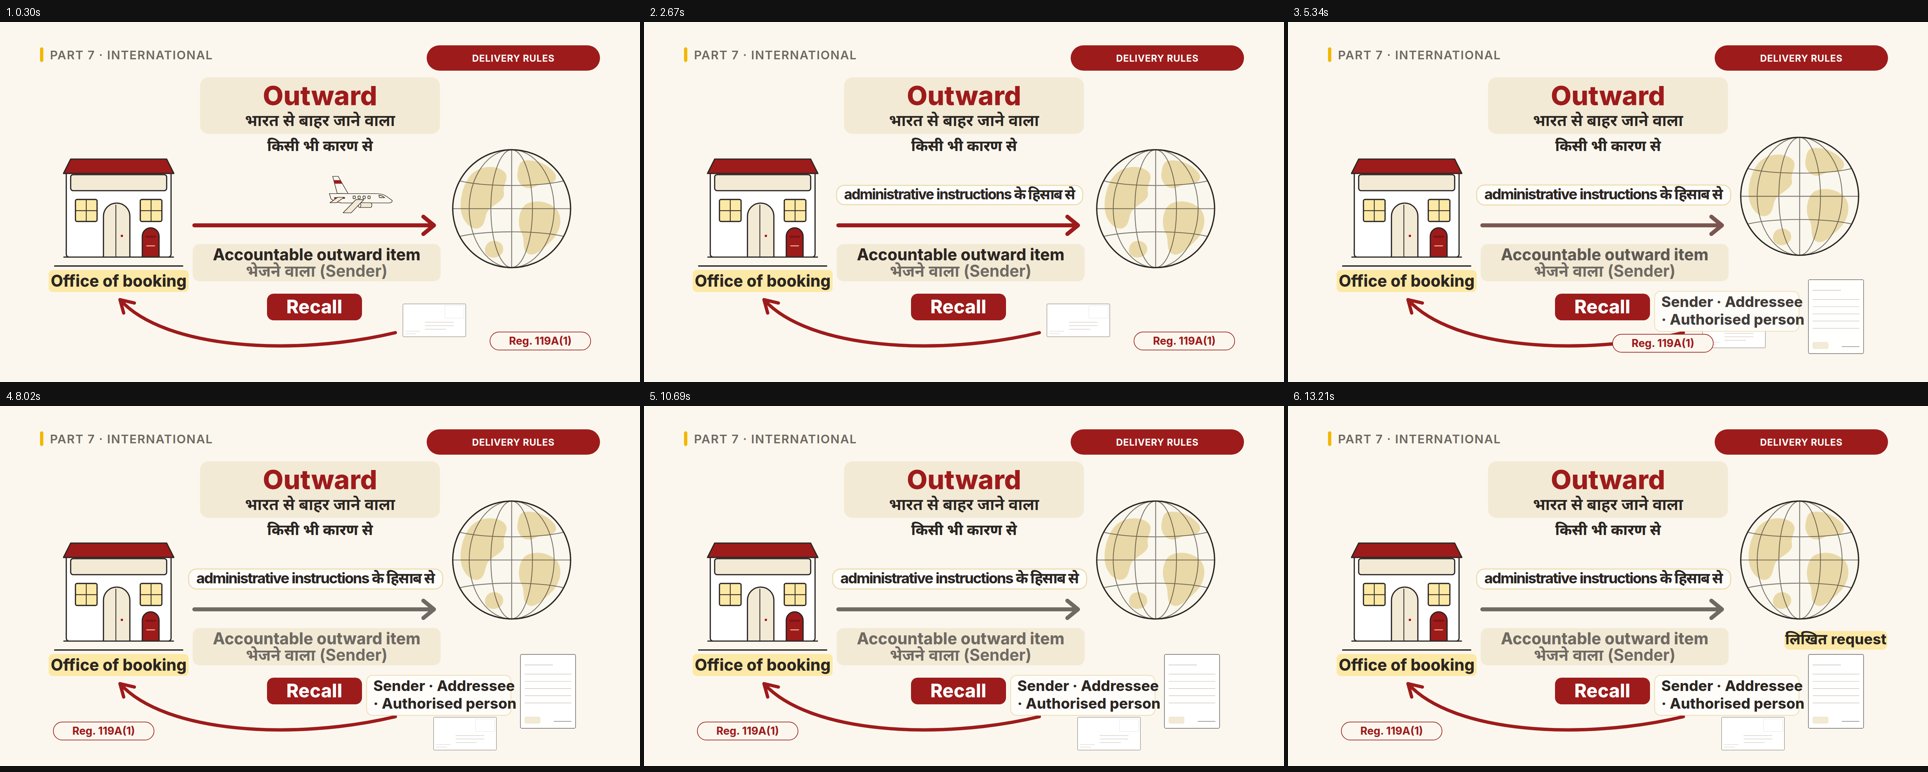 1. 0.30s
PART 7 · INTERNATIONAL
DELIVERY RULES
Outward
भारत से बाहर जाने वाला
किसी भी कारण से
Accountable outward item
भेजने वाला (Sender)
Office of booking
Recall
Reg. 119A(1)
2. 2.67s
PART 7 · INTERNATIONAL
DELIVERY RULES
Outward
भारत से बाहर जाने वाला
किसी भी कारण से
administrative instructions के हिसाब से
Accountable outward item
भेजने वाला (Sender)
Office of booking
Recall
Reg. 119A(1)
3. 5.34s
PART 7 · INTERNATIONAL
DELIVERY RULES
Outward
भारत से बाहर जाने वाला
किसी भी कारण से
administrative instructions के हिसाब से
Accountable outward item
भेजने वाला (Sender)
Office of booking
Recall
Sender · Addressee
· Authorised person
Reg. 119A(1)
4. 8.02s
PART 7 · INTERNATIONAL
DELIVERY RULES
Outward
भारत से बाहर जाने वाला
किसी भी कारण से
administrative instructions के हिसाब से
Accountable outward item
भेजने वाला (Sender)
Office of booking
Recall
Sender · Addressee
· Authorised person
Reg. 119A(1)
5. 10.69s
PART 7 · INTERNATIONAL
DELIVERY RULES
Outward
भारत से बाहर जाने वाला
किसी भी कारण से
administrative instructions के हिसाब से
Accountable outward item
भेजने वाला (Sender)
Office of booking
Recall
Sender · Addressee
· Authorised person
Reg. 119A(1)
6. 13.21s
PART 7 · INTERNATIONAL
DELIVERY RULES
Outward
भारत से बाहर जाने वाला
किसी भी कारण से
administrative instructions के हिसाब से
Accountable outward item
भेजने वाला (Sender)
लिखित request
Office of booking
Recall
Sender · Addressee
· Authorised person
Reg. 119A(1)